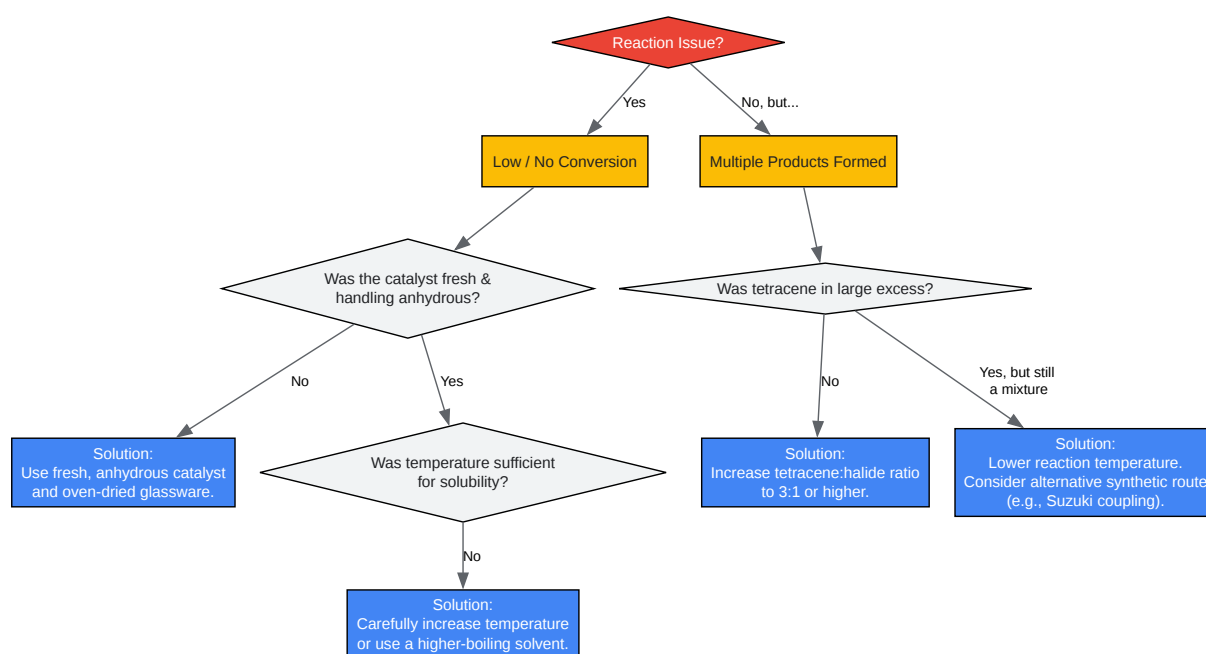 Reaction Issue?
Yes
No, but...
Low / No Conversion
Multiple Products Formed
Was the catalyst fresh &
handling anhydrous?
Was tetracene in large excess?
No
Yes
No
Yes, but still
a mixture
Solution:
Use fresh, anhydrous catalyst
and oven-dried glassware.
Was temperature sufficient
for solubility?
Solution:
Increase tetracene:halide ratio
to 3:1 or higher.
Solution:
Lower reaction temperature.
Consider alternative synthetic route
(e.g., Suzuki coupling).
No
Solution:
Carefully increase temperature
or use a higher-boiling solvent.